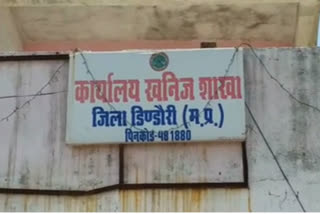 कार्यालय खनिज शाखा
जिला डिण्डौरी (म.प्र.)
पिनकोड-481880